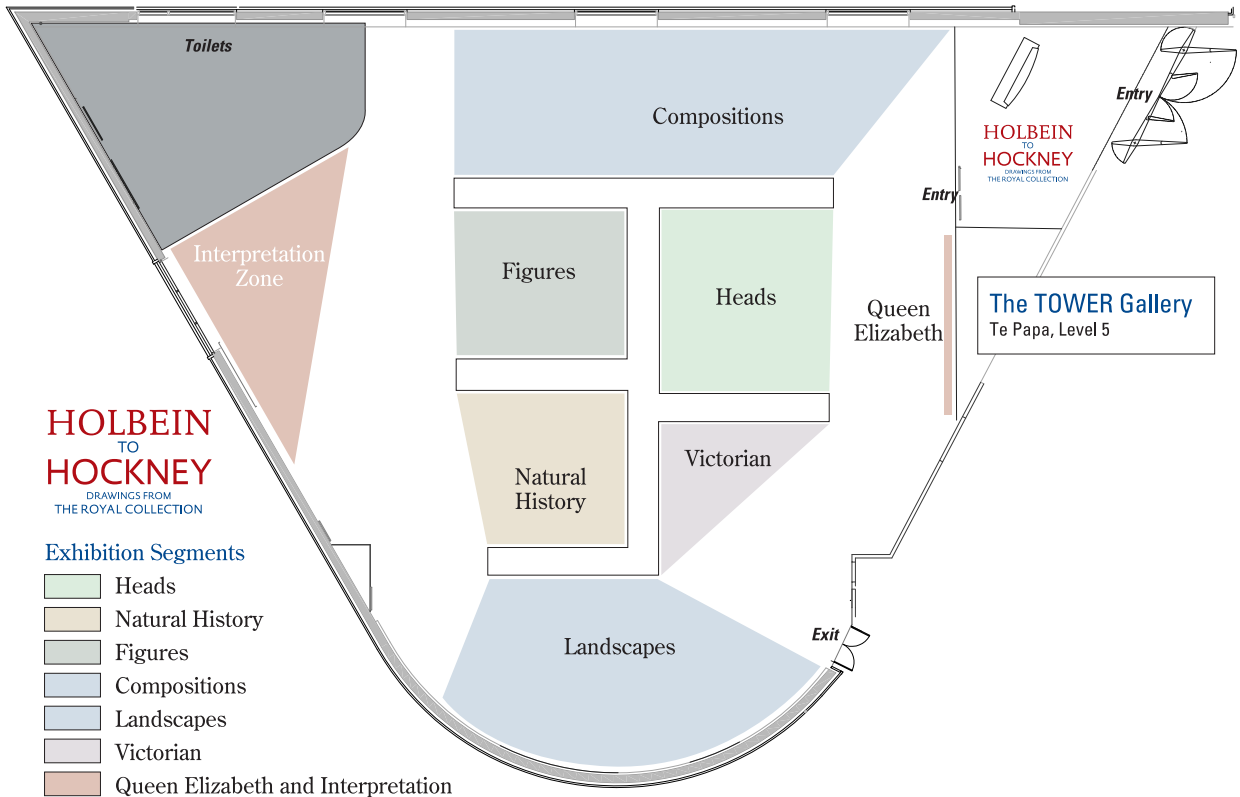 Toilets
Compositions
Entry
HOLBEIN
TO
HOCKNEY
DRAWINGS FROM
THE ROYAL COLLECTION
Entry
Interpretation
Zone
Figures
Heads
Queen
Elizabeth
The TOWER Gallery
Te Papa, Level 5
HOLBEIN
TO
HOCKNEY
DRAWINGS FROM
THE ROYAL COLLECTION
Natural
History
Victorian
Landscapes
Exit
Exhibition Segments
Heads
Natural History
Figures
Compositions
Landscapes
Victorian
Queen Elizabeth and Interpretation